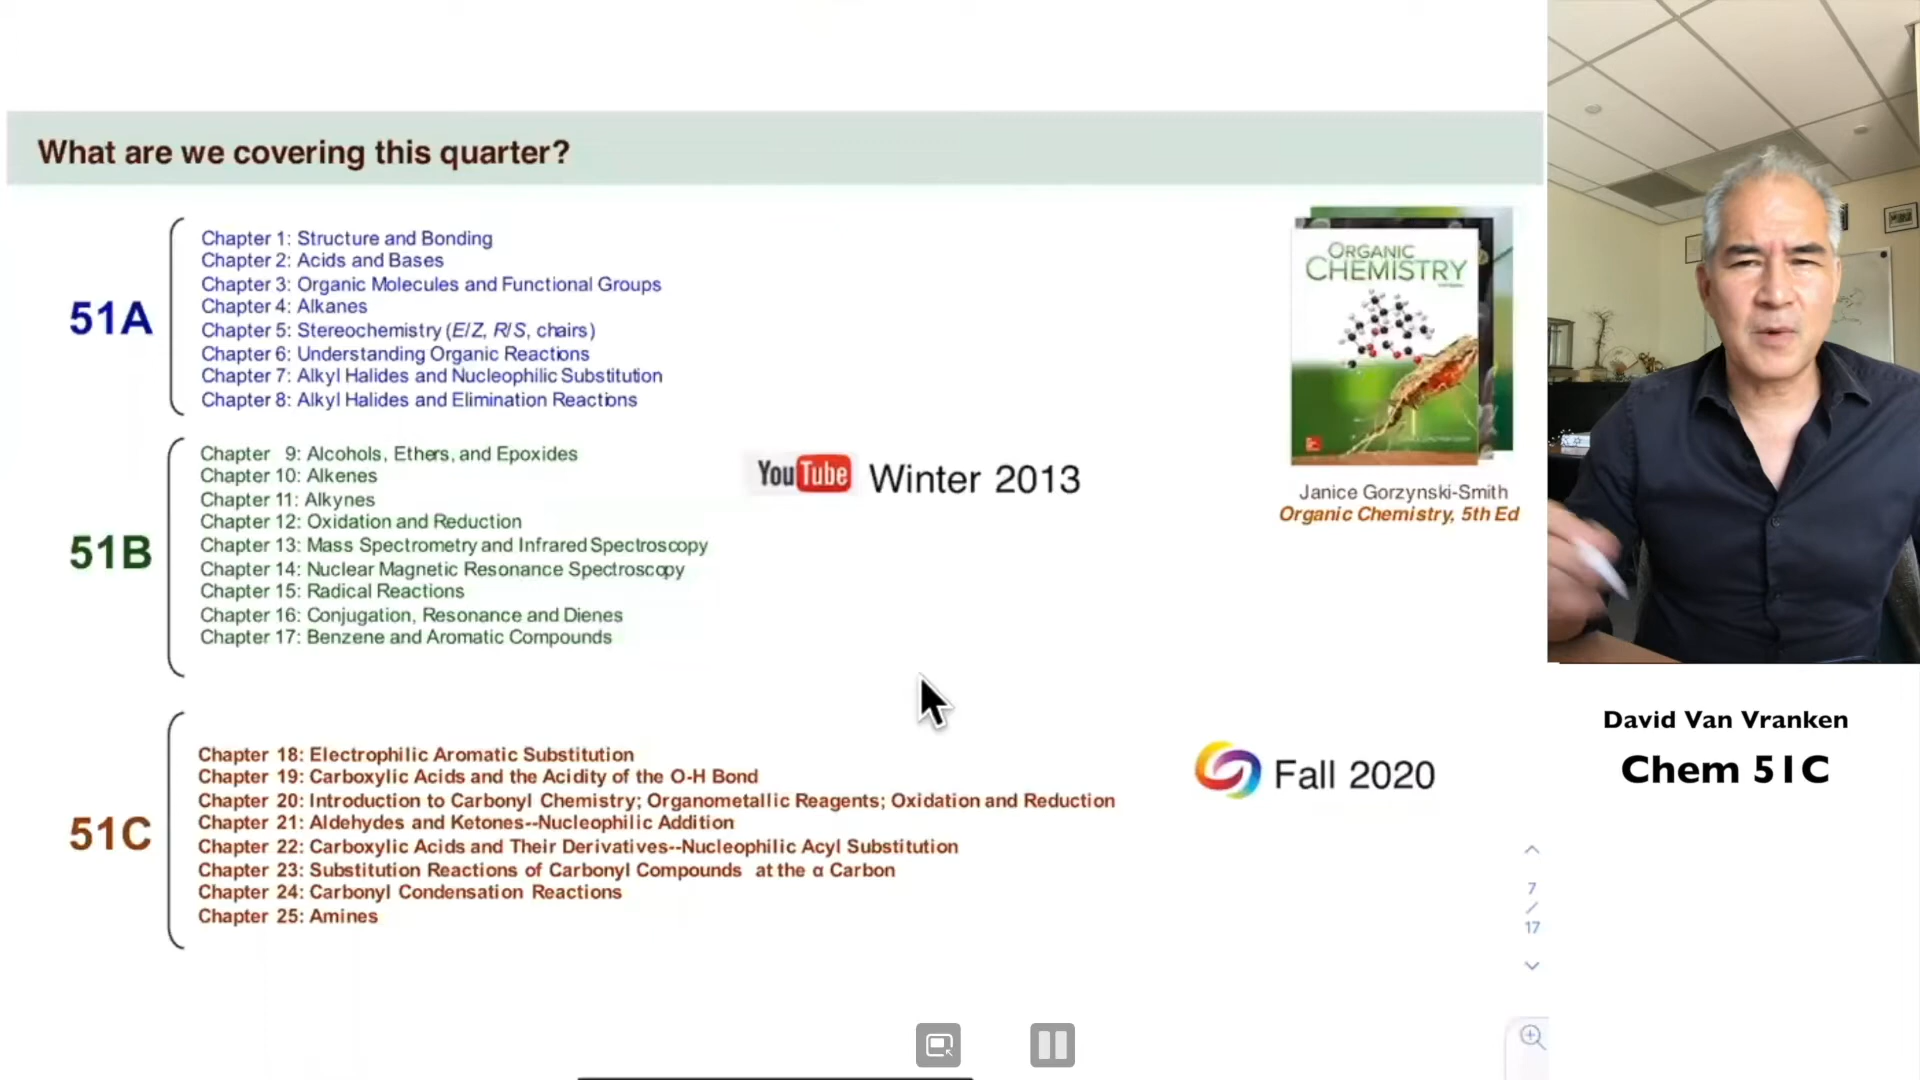 What are we covering this quarter?
51A
Chapter 1: Structure and Bonding
Chapter 2: Acids and Bases
Chapter 3: Organic Molecules and Functional Groups
Chapter 4: Alkanes
Chapter 5: Stereochemistry (E/Z, R/S, chairs)
Chapter 6: Understanding Organic Reactions
Chapter 7: Alkyl Halides and Nucleophilic Substitution
Chapter 8: Alkyl Halides and Elimination Reactions
ORGANIC
CHEMISTRY
Janice Gorzynski-Smith
Organic Chemistry, 5th Ed
51B
Chapter 9: Alcohols, Ethers, and Epoxides
Chapter 10: Alkenes
Chapter 11: Alkynes
Chapter 12: Oxidation and Reduction
Chapter 13: Mass Spectrometry and Infrared Spectroscopy
Chapter 14: Nuclear Magnetic Resonance Spectroscopy
Chapter 15: Radical Reactions
Chapter 16: Conjugation, Resonance and Dienes
Chapter 17: Benzene and Aromatic Compounds
YouTube Winter 2013
51C
Chapter 18: Electrophilic Aromatic Substitution
Chapter 19: Carboxylic Acids and the Acidity of the O-H Bond
Chapter 20: Introduction to Carbonyl Chemistry; Organometallic Reagents; Oxidation and Reduction
Chapter 21: Aldehydes and Ketones--Nucleophilic Addition
Chapter 22: Carboxylic Acids and Their Derivatives--Nucleophilic Acyl Substitution
Chapter 23: Substitution Reactions of Carbonyl Compounds at the α Carbon
Chapter 24: Carbonyl Condensation Reactions
Chapter 25: Amines
Fall 2020
David Van Vranken
Chem 51C
7
/
17